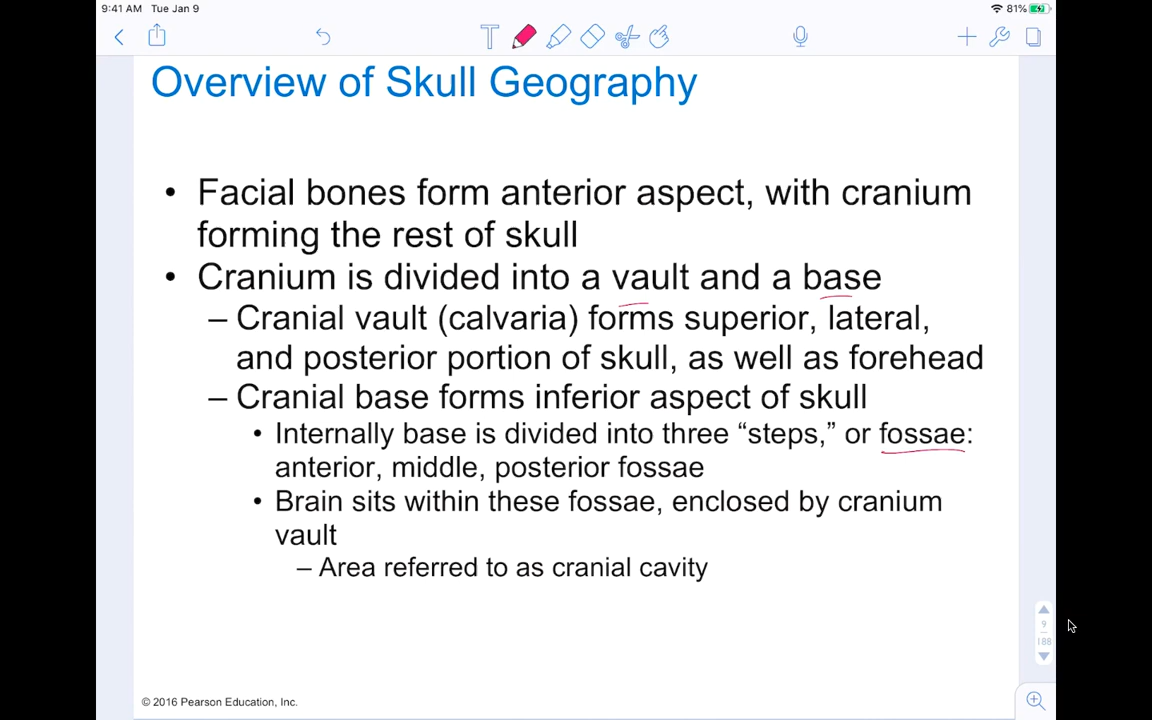 9:41 AM Tue Jan 9
81%
T
Overview of Skull Geography
• Facial bones form anterior aspect, with cranium
forming the rest of skull
• Cranium is divided into a vault and a base
– Cranial vault (calvaria) forms superior, lateral,
and posterior portion of skull, as well as forehead
– Cranial base forms inferior aspect of skull
• Internally base is divided into three “steps,” or fossae:
anterior, middle, posterior fossae
• Brain sits within these fossae, enclosed by cranium
vault
– Area referred to as cranial cavity
9
188
© 2016 Pearson Education, Inc.